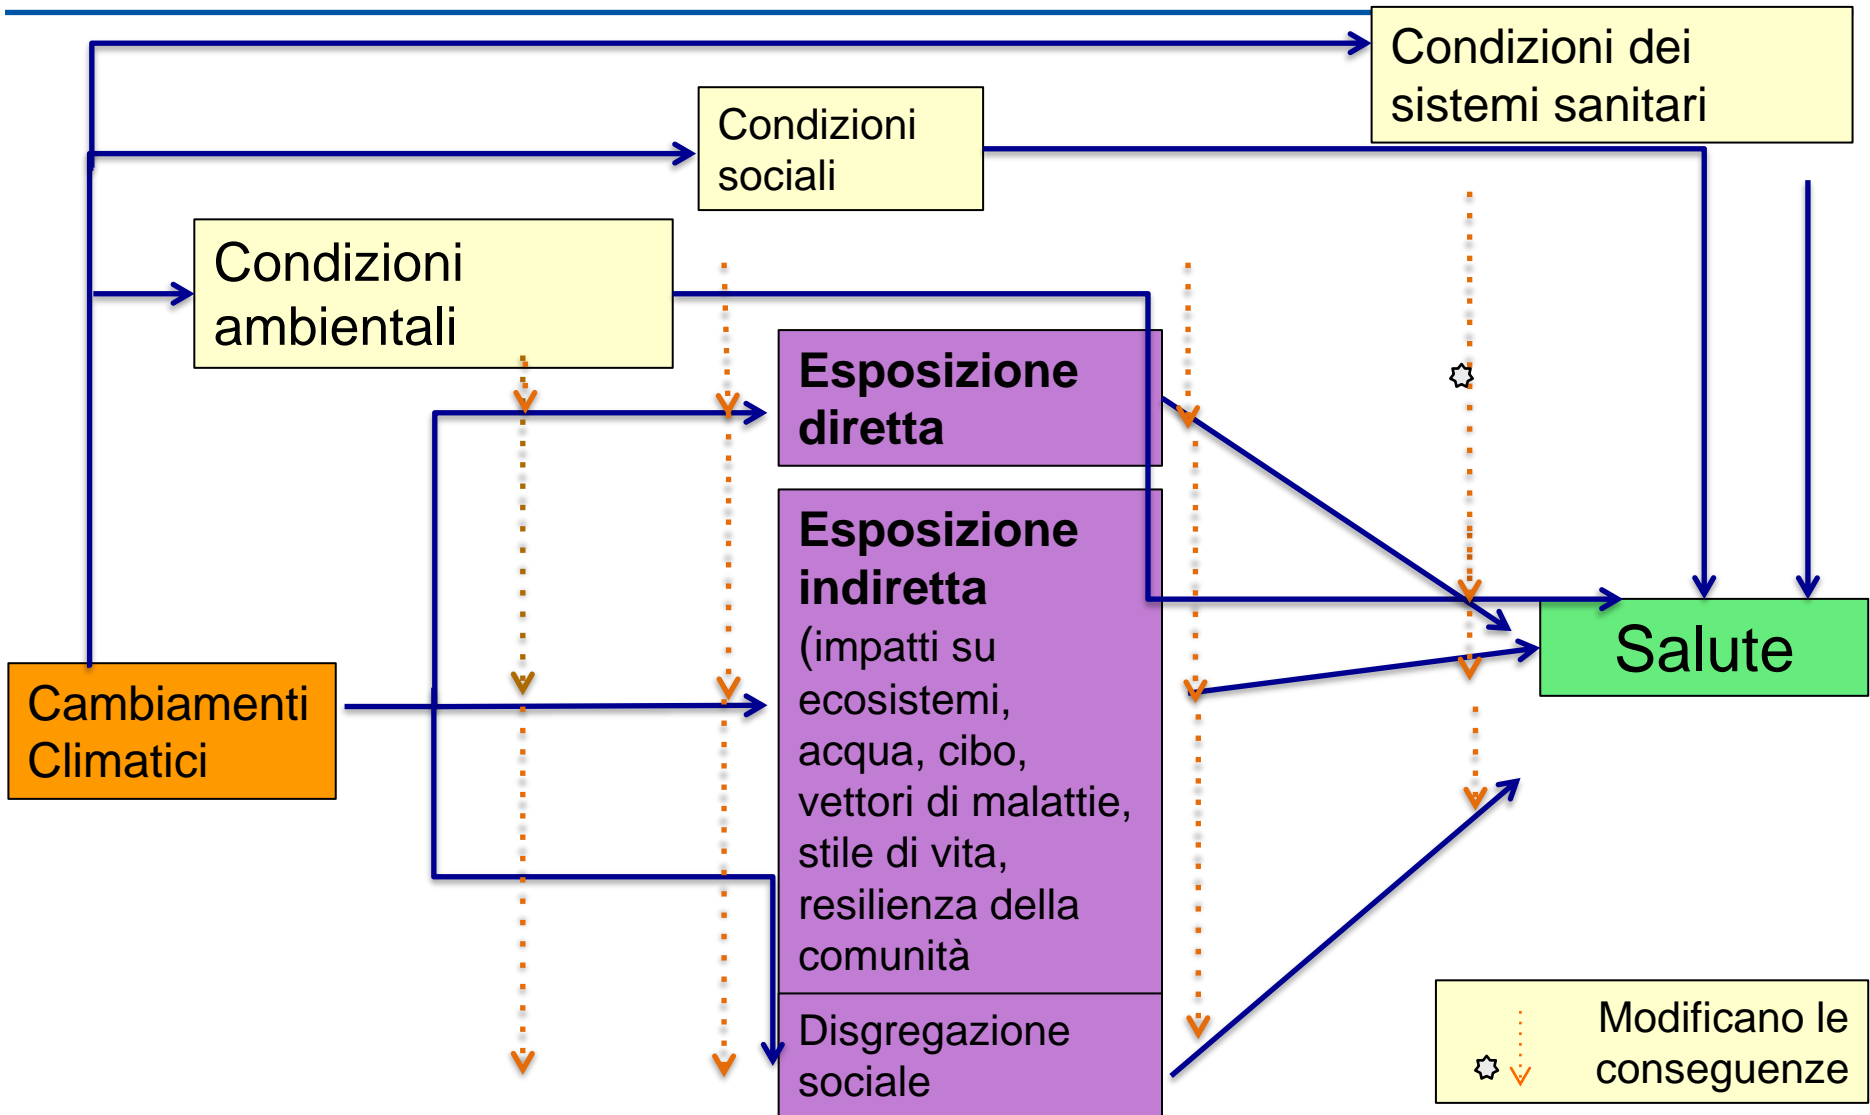 Condizioni dei
sistemi sanitari
Condizioni
sociali
Condizioni
ambientali
Esposizione
diretta
Esposizione
indiretta
(impatti su
ecosistemi,
acqua, cibo,
vettori di malattie,
stile di vita,
resilienza della
comunità
Disgregazione
sociale
Cambiamenti
Climatici
Salute
Modificano le
conseguenze